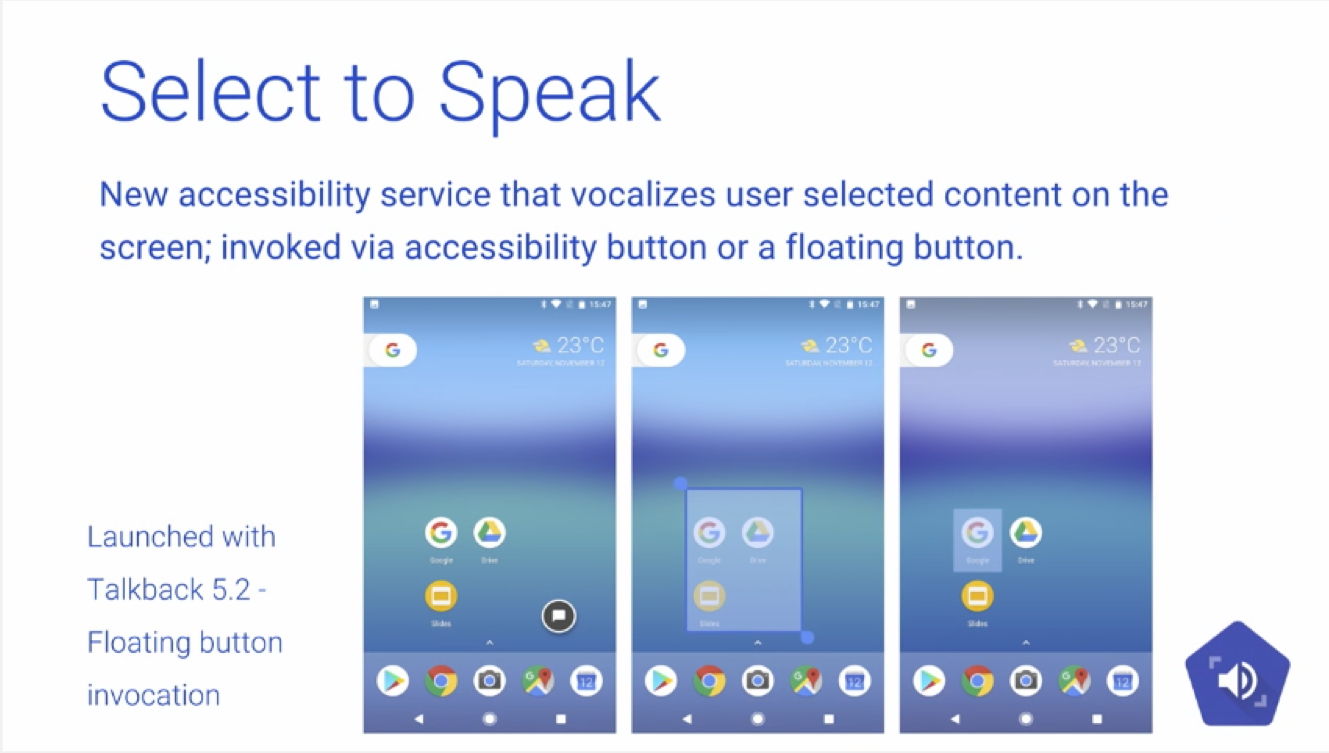 Select to Speak
New accessibility service that vocalizes user selected content on the
screen; invoked via accessibility button or a floating button.
Launched with
Talkback 5.2 -
Floating button
invocation
15:47
G
23°C
SATURDAY, NOVEMBER 12
Google Drive
Slides
12
15:47
G
23°C
SATURDAY, NOVEMBER 12
Google Drive
Slides
12
15:47
G
23°C
SATURDAY, NOVEMBER 12
Google Drive
Slides
12